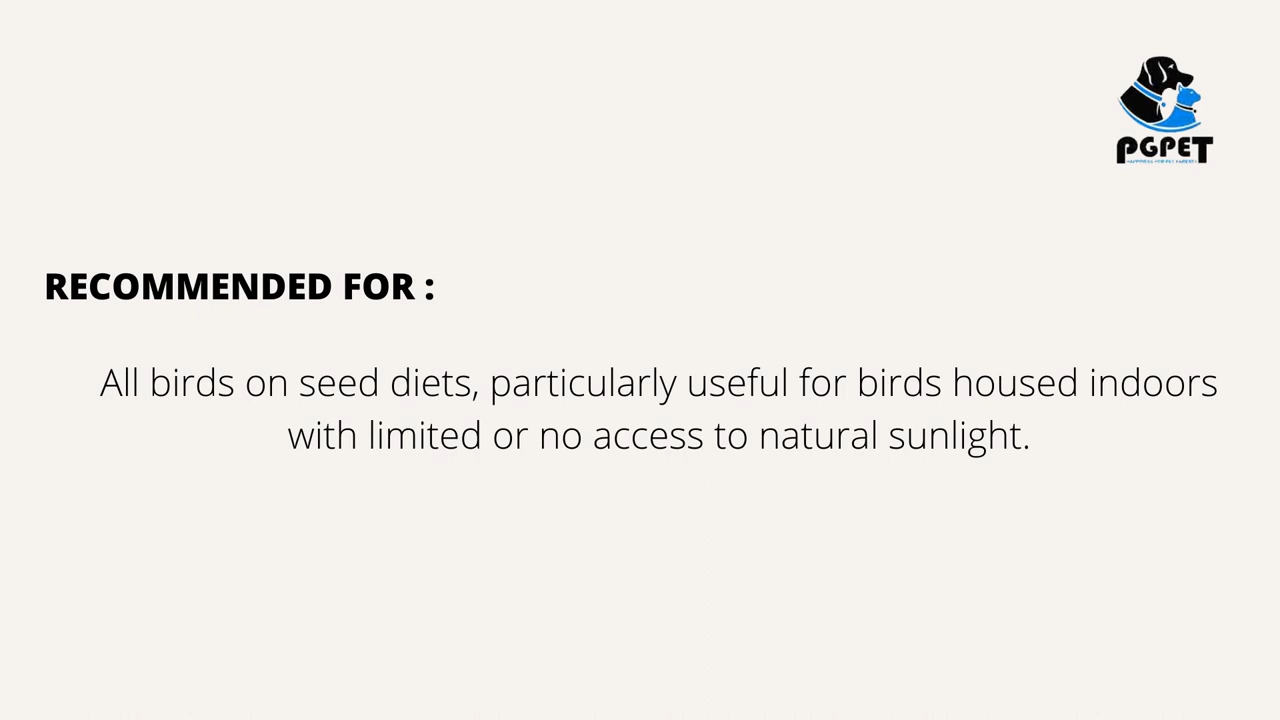 PGPET
RECOMMENDED FOR :
All birds on seed diets, particularly useful for birds housed indoors
with limited or no access to natural sunlight.